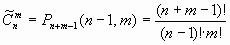 C̃ₙᵐ = Pₙ₊ₘ₋₁(n−1, m) = (n+m−1)! / ((n−1)!·m!)